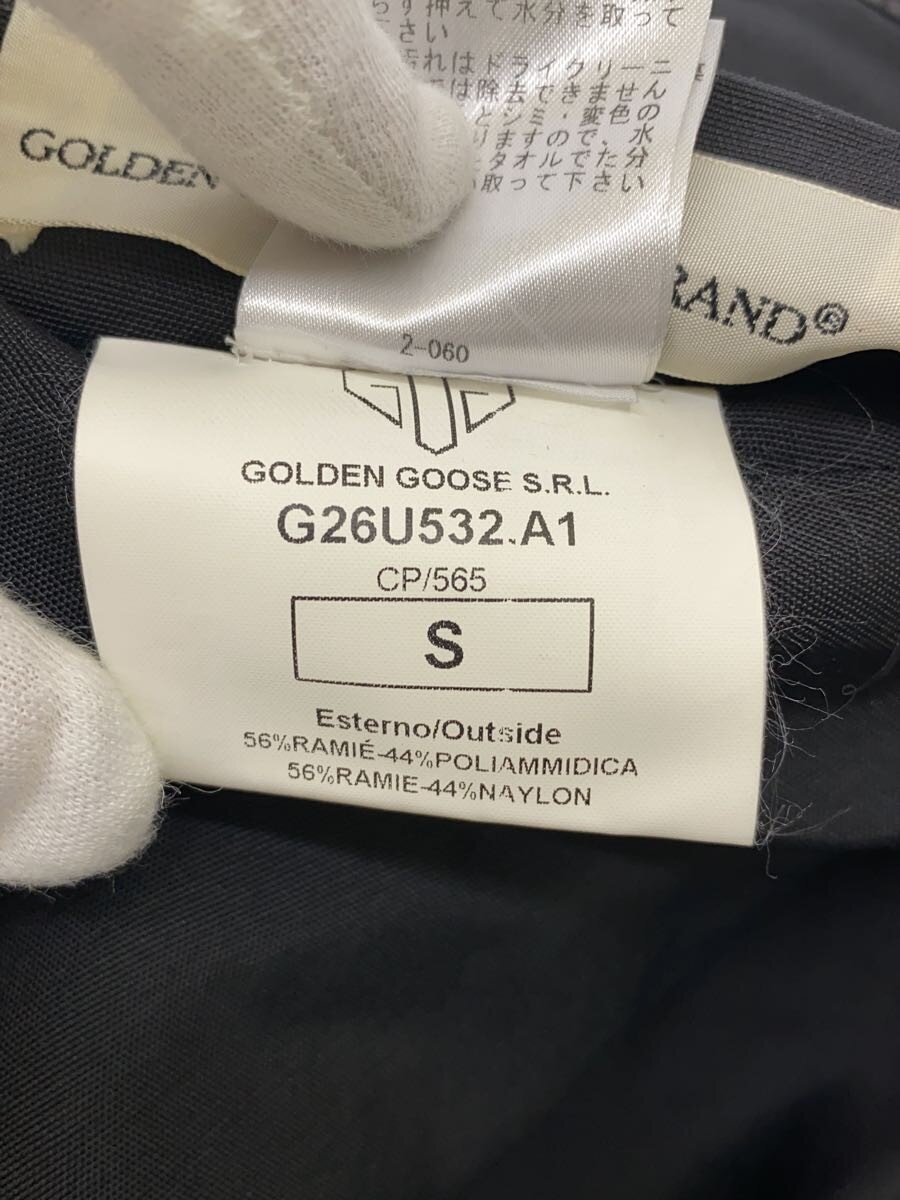 押えて水分を取って
さい
れはドライクリーニ
は除去できません
とシミ・変色の
りますので、水
タオルでた分
取って下さい
GOLDEN
RAND®
2-060
GOLDEN GOOSE S.R.L.
G26U532.A1
CP/565
S
Esterno/Outside
56%RAMIÉ-44%POLIAMMIDICA
56%RAMIE-44%NAYLON